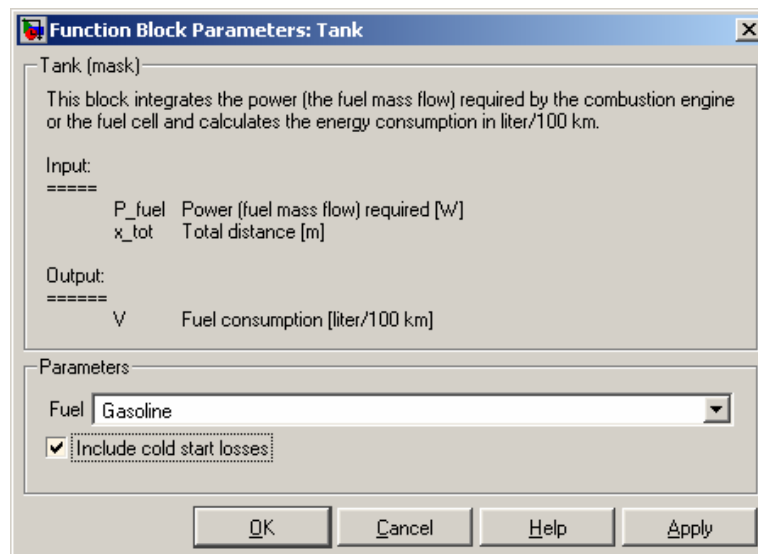 Function Block Parameters: Tank
Tank (mask)
This block integrates the power (the fuel mass flow) required by the combustion engine
or the fuel cell and calculates the energy consumption in liter/100 km.
Input:
=====
P_fuel Power (fuel mass flow) required [W]
x_tot Total distance [m]
Output:
======
V Fuel consumption [liter/100 km]
Parameters
Fuel Gasoline
Include cold start losses
OK Cancel Help Apply